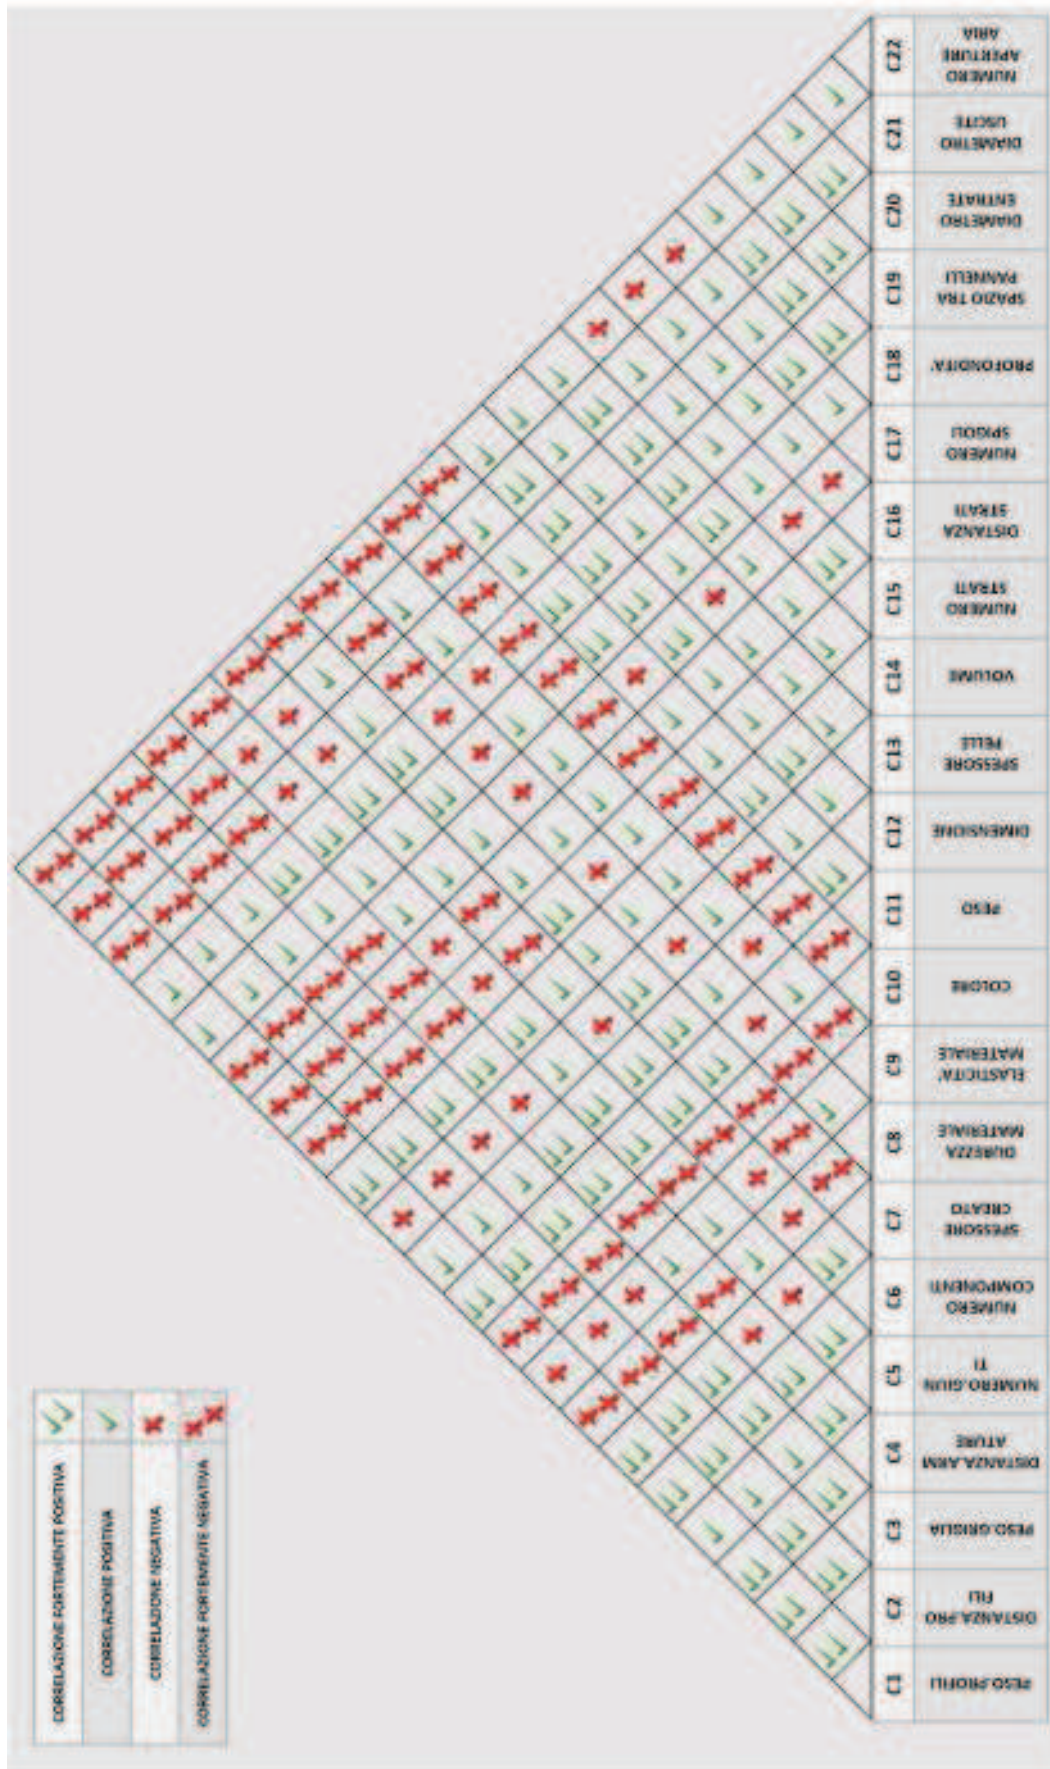 CORRELAZIONE FORTEMENTE POSITIVA
CORRELAZIONE POSITIVA
CORRELAZIONE NEGATIVA
CORRELAZIONE FORTEMENTE NEGATIVA
C1
C2
C3
C4
C5
C6
C7
C8
C9
C10
C11
C12
C13
C14
C15
C16
C17
C18
C19
C20
C21
C22
PESO.PROFILI
DISTANZA.PRO
FILI
PESO.GRIGLIA
DISTANZA.ARM
ATURE
NUMERO.GIUN
TI
NUMERO
COMPONENTI
SPESSORE
CREATO
DUREZZA
MATERIALE
ELASTICITA'
MATERIALE
COLORE
PESO
DIMENSIONE
SPESSORE
PELLE
VOLUME
NUMERO
STRATI
DISTANZA
STRATI
NUMERO
SPIGOLI
PROFONDITA'
SPAZIO TRA
PANNELLI
DIAMETRO
ENTRATE
DIAMETRO
USCITE
NUMERO
APERTURE
ARIA